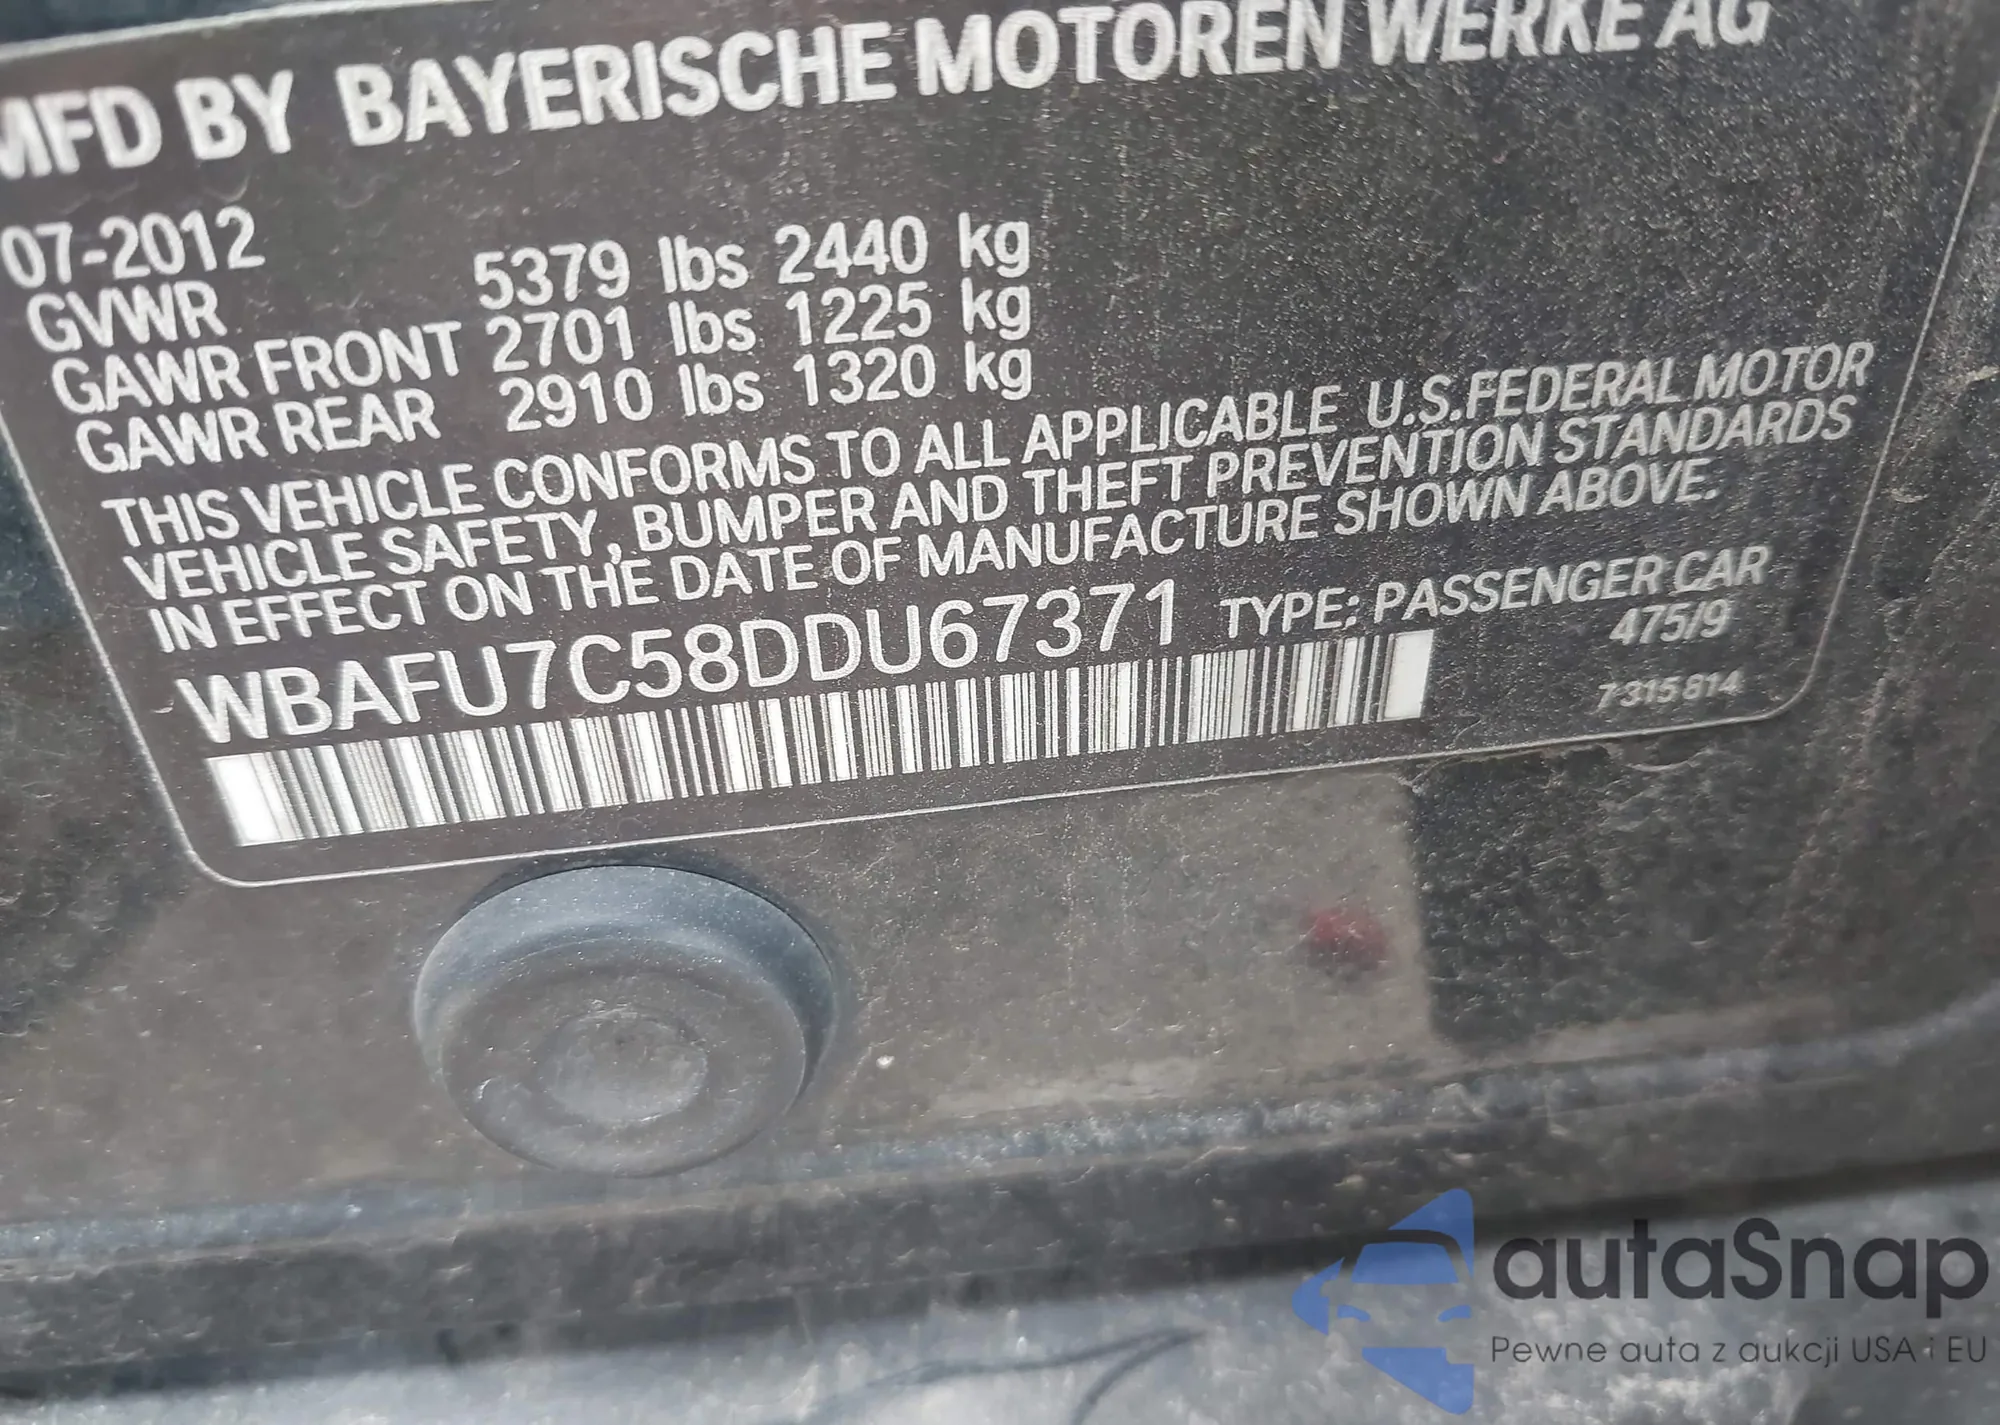 MFD BY BAYERISCHE MOTOREN WERKE AG
07-2012
GVWR 5379 lbs 2440 kg
GAWR FRONT 2701 lbs 1225 kg
GAWR REAR 2910 lbs 1320 kg
THIS VEHICLE CONFORMS TO ALL APPLICABLE U.S.FEDERAL MOTOR
VEHICLE SAFETY, BUMPER AND THEFT PREVENTION STANDARDS
IN EFFECT ON THE DATE OF MANUFACTURE SHOWN ABOVE.
WBAFU7C58DDU67371 TYPE: PASSENGER CAR
475/9
7 315 814
autaSnap
Pewne auta z aukcji USA i EU